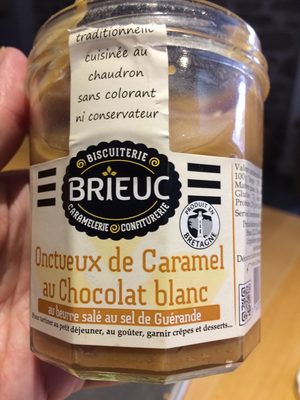 traditionnelle
cuisinée au
chaudron
sans colorant
ni conservateur
BISCUITERIE
BRIEUC
CARAMELERIE • CONFITURERIE
PRODUIT EN
BRETAGNE
Onctueux de Caramel
au Chocolat blanc
au beurre salé au sel de Guérande
Pour tartiner au petit déjeuner, au goûter, garnir crêpes et desserts...